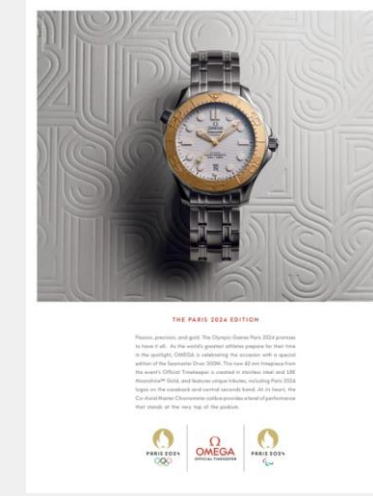 OMEGA
THE PARIS 2024 EDITION
Passion, precision, and gold. The Olympic Games Paris 2024 promises
to have it all. As the world's greatest athletes prepare for their time
in the spotlight, OMEGA is celebrating the occasion with a special
edition of the Seamaster Diver 300M. The new 42 mm timepiece from
the event's Official Timekeeper is created in stainless steel and 18K
Moonshine™ Gold, and features unique tributes, including Paris 2024
logos on the caseback and central seconds hand. At its heart, the
Co-Axial Master Chronometer calibre provides a level of performance
that stands at the very top of the podium.
PARIS 2024
OMEGA
OFFICIAL TIMEKEEPER
PARIS 2024